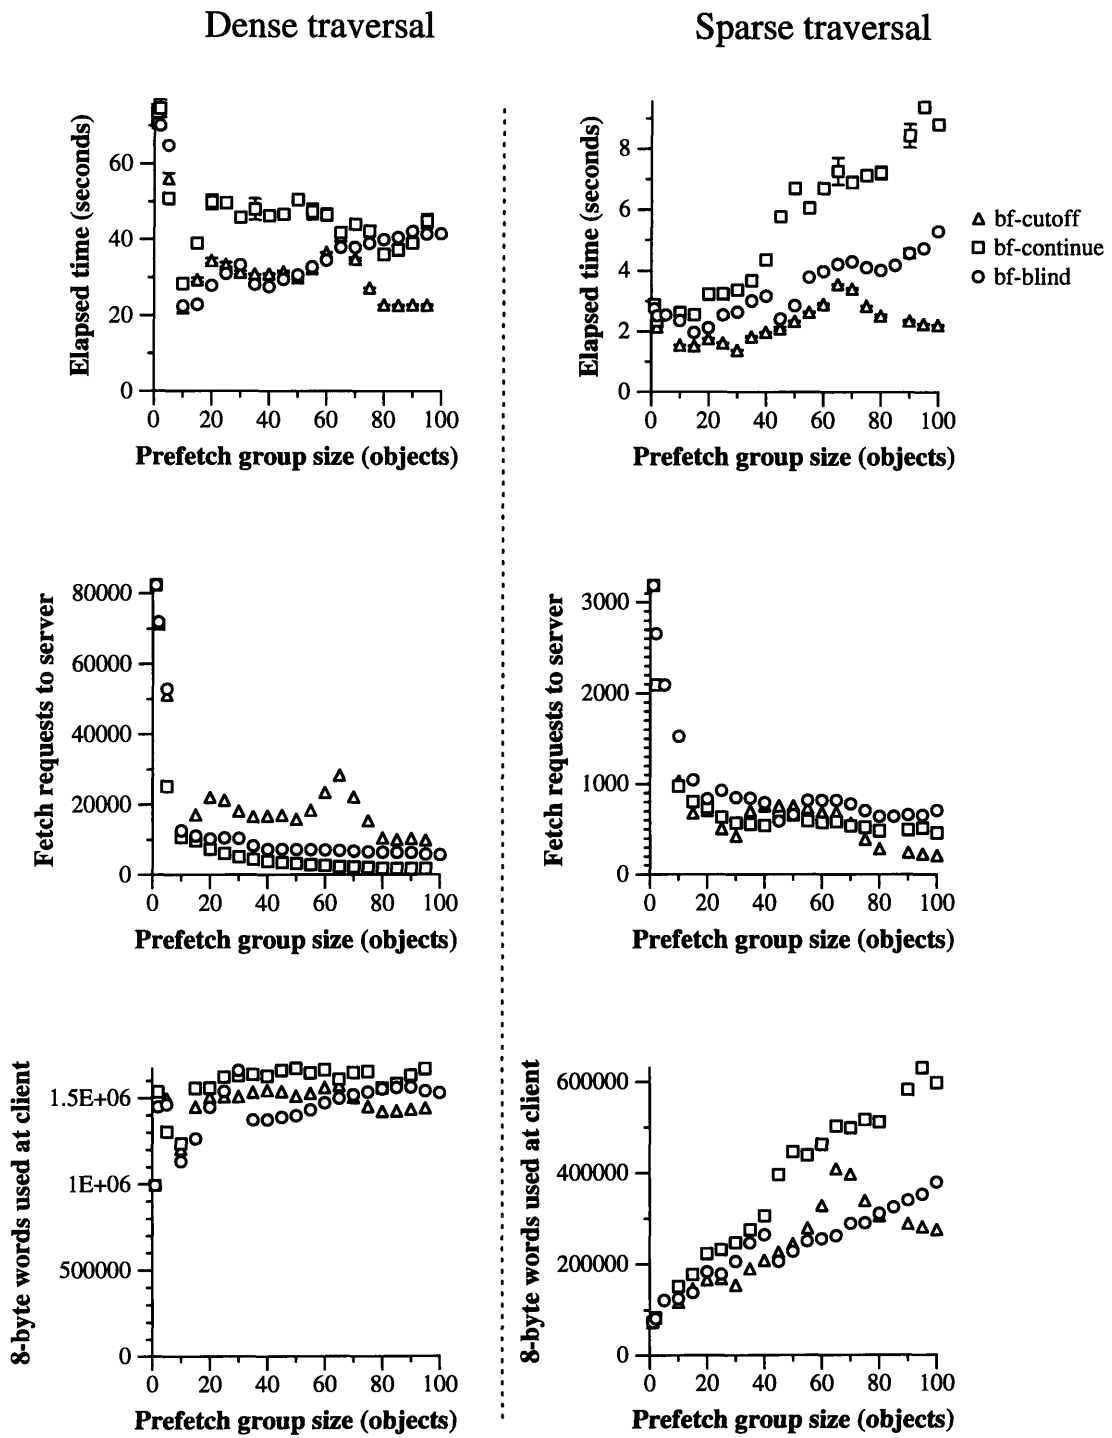 Dense traversal
Sparse traversal
Elapsed time (seconds)
60
40
20
0
0 20 40 60 80 100
Prefetch group size (objects)
Elapsed time (seconds)
8
6
4
2
0
0 20 40 60 80 100
Prefetch group size (objects)
bf-cutoff
bf-continue
bf-blind
Fetch requests to server
80000
60000
40000
20000
0
0 20 40 60 80 100
Prefetch group size (objects)
Fetch requests to server
3000
2000
1000
0
0 20 40 60 80 100
Prefetch group size (objects)
8-byte words used at client
1.5E+06
1E+06
500000
0
0 20 40 60 80 100
Prefetch group size (objects)
8-byte words used at client
600000
400000
200000
0
0 20 40 60 80 100
Prefetch group size (objects)